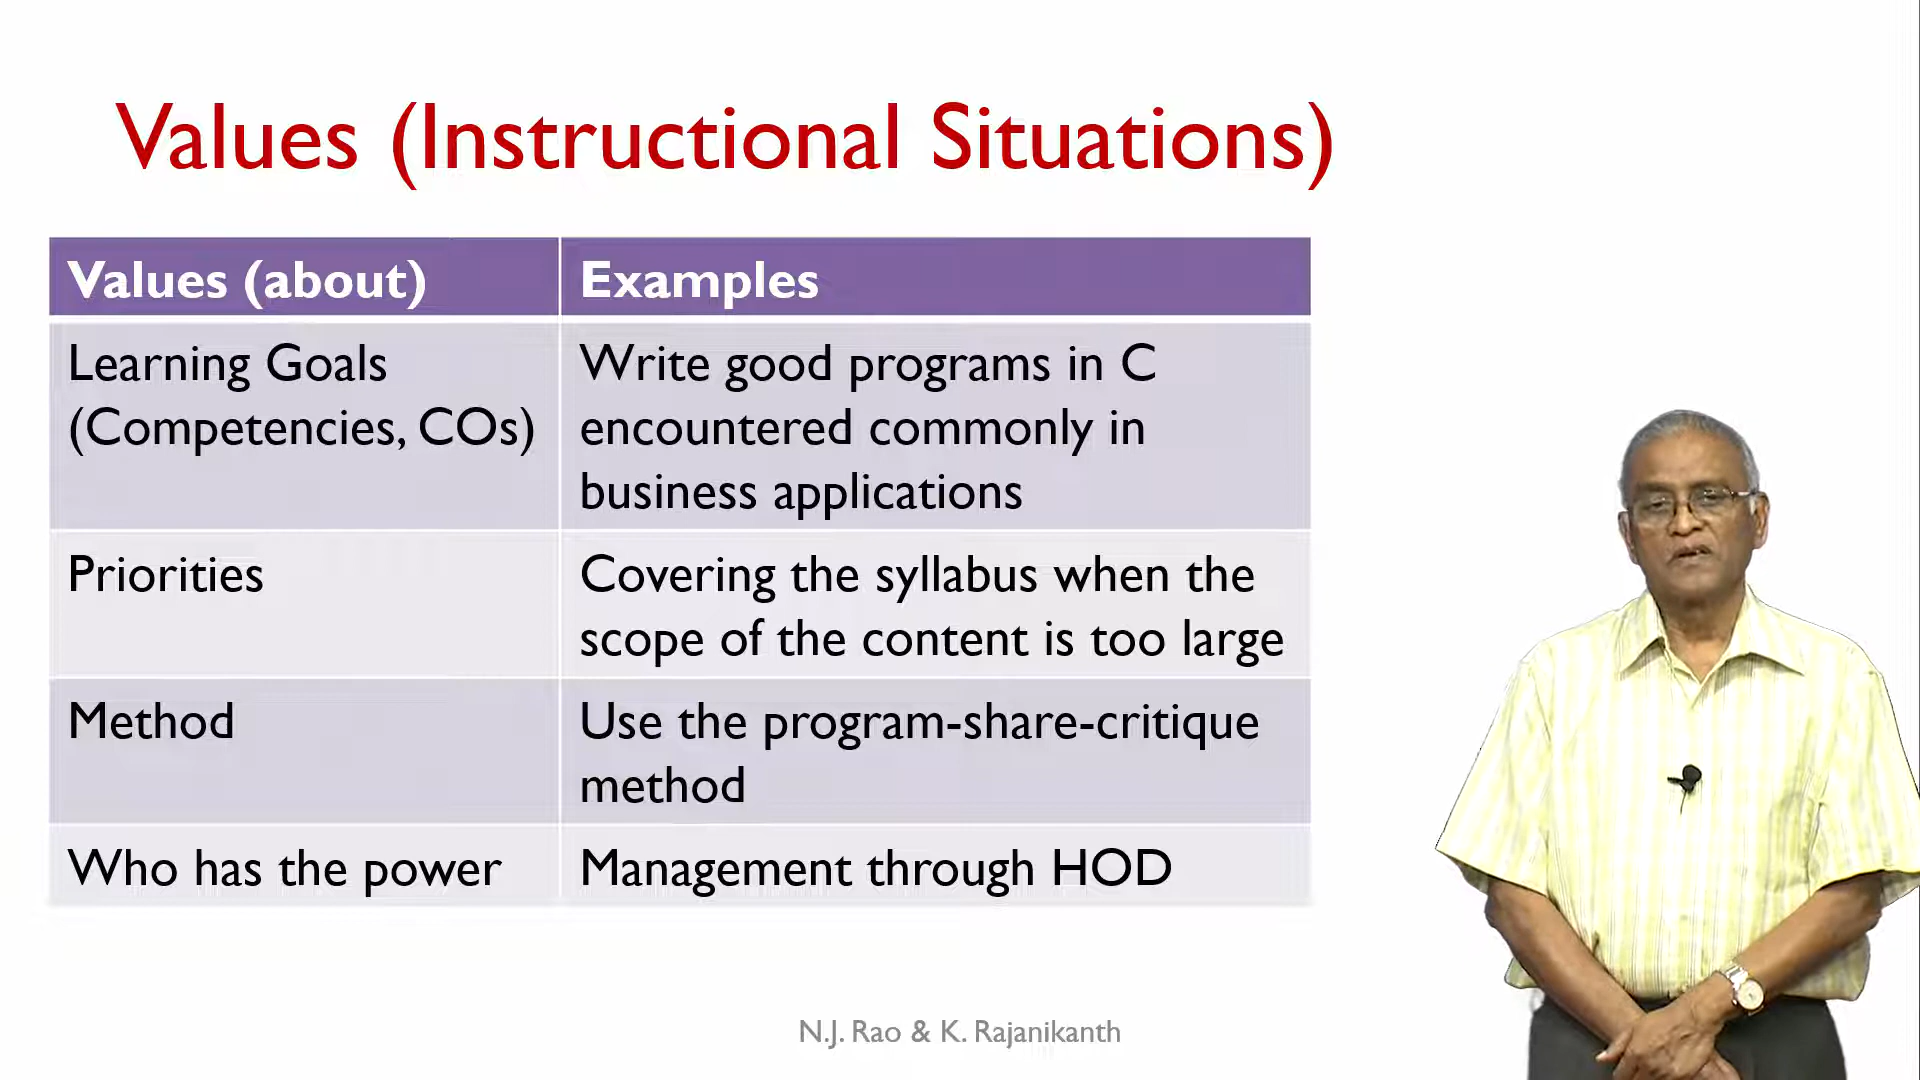 Values (Instructional Situations)
Values (about)
Examples
Learning Goals
(Competencies, COs)
Write good programs in C
encountered commonly in
business applications
Priorities
Covering the syllabus when the
scope of the content is too large
Method
Use the program-share-critique
method
Who has the power
Management through HOD
N.J. Rao & K. Rajanikanth